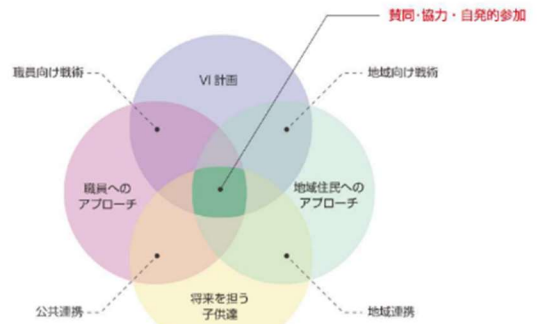 賛同･協力・自発的参加
職員向け戦術
VI 計画
地域向け戦術
職員への
アプローチ
地域住民への
アプローチ
将来を担う
子供達
公共連携
地域連携